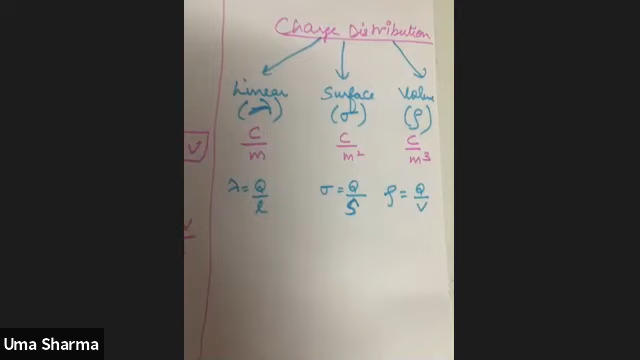 Charge Distribution
Linear Surface Volume
(λ) (σ) (ρ)
C/m C/m² C/m³
λ = Q/l σ = Q/S ρ = Q/V
V
Uma Sharma